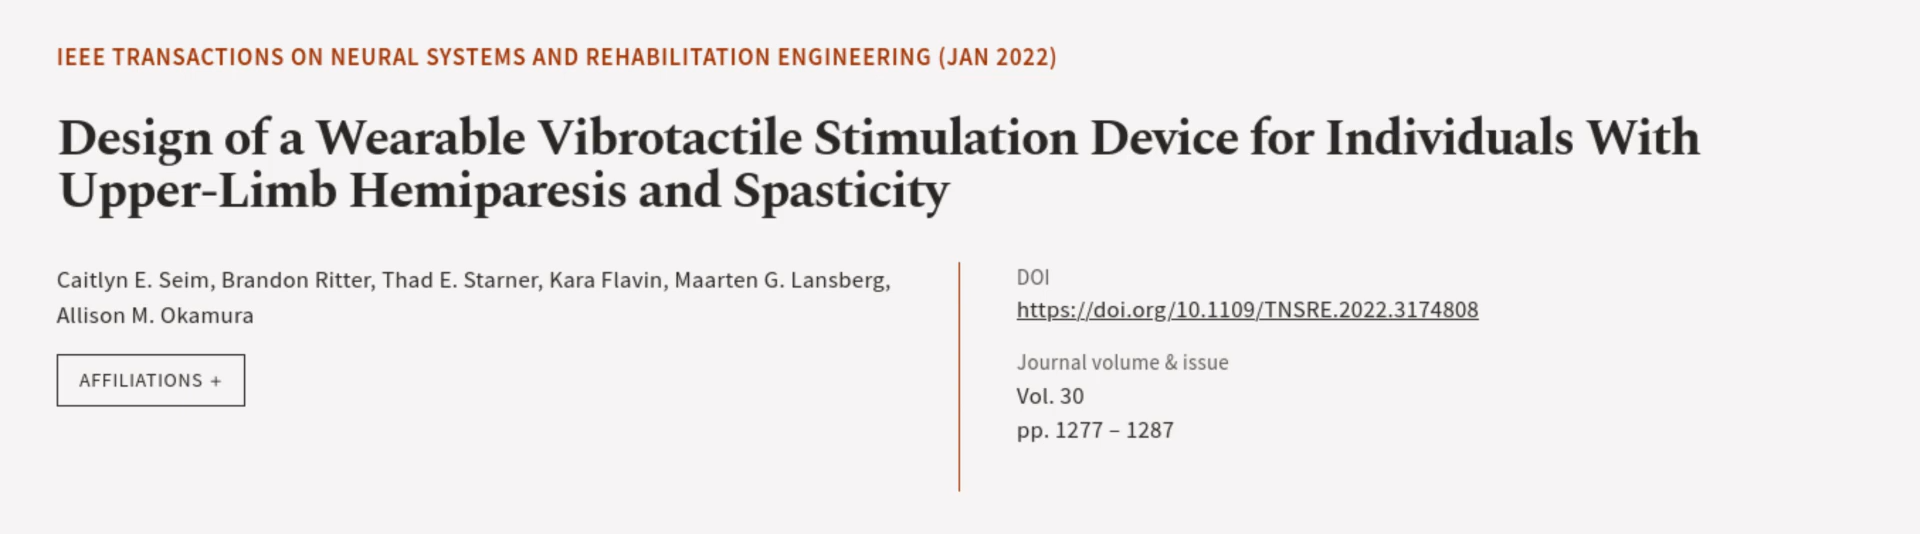 IEEE TRANSACTIONS ON NEURAL SYSTEMS AND REHABILITATION ENGINEERING (JAN 2022)
Design of a Wearable Vibrotactile Stimulation Device for Individuals With
Upper-Limb Hemiparesis and Spasticity
Caitlyn E. Seim, Brandon Ritter, Thad E. Starner, Kara Flavin, Maarten G. Lansberg,
Allison M. Okamura
AFFILIATIONS +
DOI
https://doi.org/10.1109/TNSRE.2022.3174808
Journal volume & issue
Vol. 30
pp. 1277 – 1287